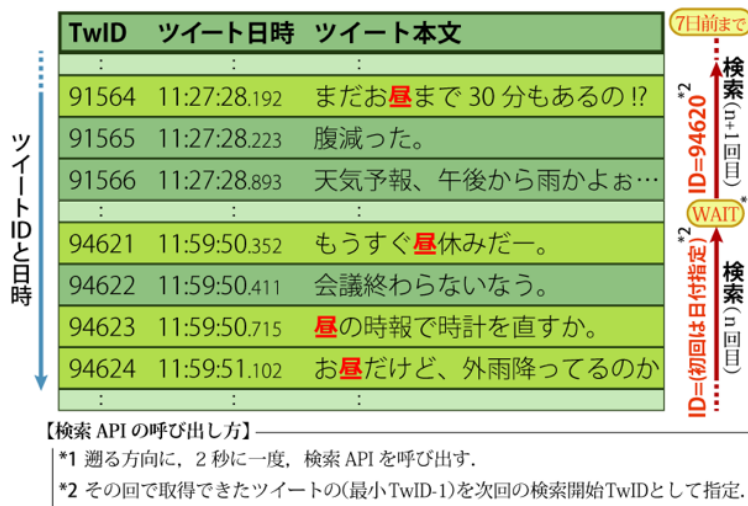 TwID ツイート日時 ツイート本文
: : :
91564 11:27:28.192 まだお昼まで 30 分もあるの !?
91565 11:27:28.223 腹減った。
91566 11:27:28.893 天気予報、午後から雨かよぉ…
: : :
94621 11:59:50.352 もうすぐ昼休みだー。
94622 11:59:50.411 会議終わらないなう。
94623 11:59:50.715 昼の時報で時計を直すか。
94624 11:59:51.102 お昼だけど、外雨降ってるのか
: : :
ツイートIDと日時
7日前まで
検索(n+1回目)
ID=94620*2
WAIT*
検索(n回目)
ID=(初回は日付指定)*2
【検索 API の呼び出し方】
*1 遡る方向に，2 秒に一度，検索 API を呼び出す.
*2 その回で取得できたツイートの(最小 TwID-1)を次回の検索開始TwIDとして指定.